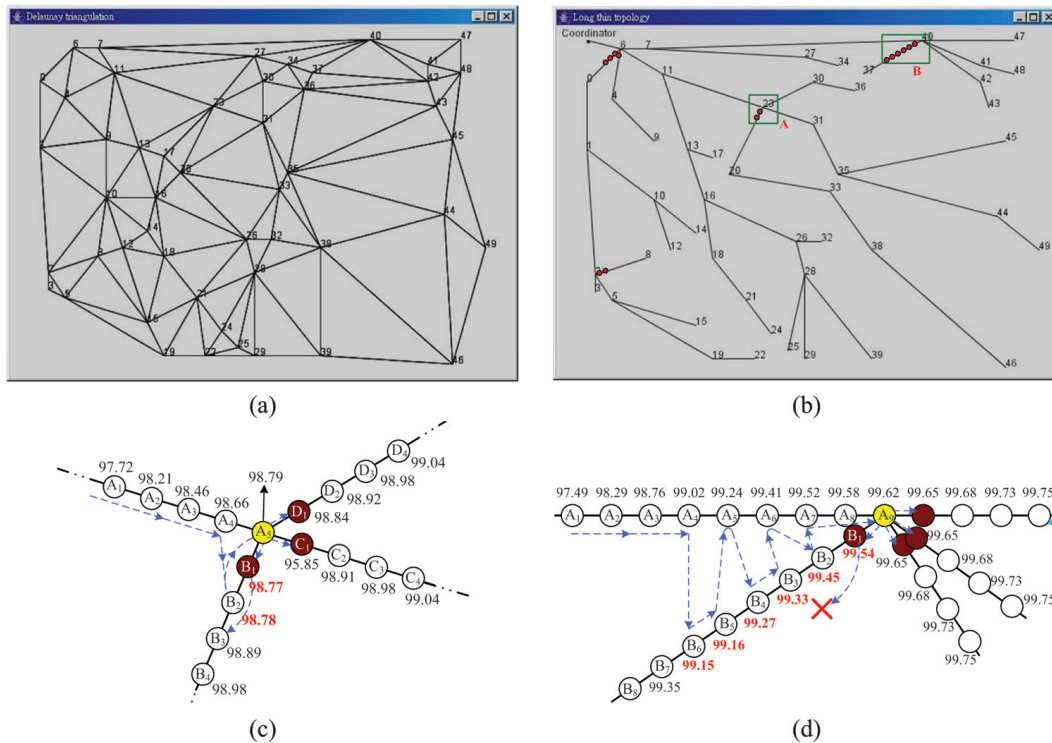 Delaunay triangulation
Long thin topology
6 7 40 47
27 41
34
11 37 48
0 30 42
36
4 23 43
31
9 45
13
17
35
33
10 16
44
14
12 26 32 38 49
8 18
2 28
3
5 21
15 24
25
19 22 29 39
46
Coordinator
6 7 40 47
27 34 41
11 37 B 48
0 30 42
36
4 23 43
A 31
9 45
1 13 17
20 35
10 33
16
44
14
12 26 32 38 49
8 18
2 28
3
5 21
15 24
25
19 22 29 39
46
(a)
(b)
97.72
98.21
98.46
98.66
98.79
A1 A2 A3 A4 A5
D4 99.04
D3 98.98
D2 98.92
D1 98.84
C1 95.85
C2 98.91
C3 98.98
C4 99.04
B1 98.77
B2 98.78
B3 98.89
B4 98.98
97.49 98.29 98.76 99.02 99.24 99.41 99.52 99.58 99.62 99.65 99.68 99.73 99.75
A1 A2 A3 A4 A5 A6 A7 A8 A9
B1 99.54
B2 99.45
B3 99.33
B4 99.27
B5 99.16
B6 99.15
B7 99.35
B8
99.65
99.68
99.73
99.75
99.65
99.68
99.73
99.75
(c)
(d)